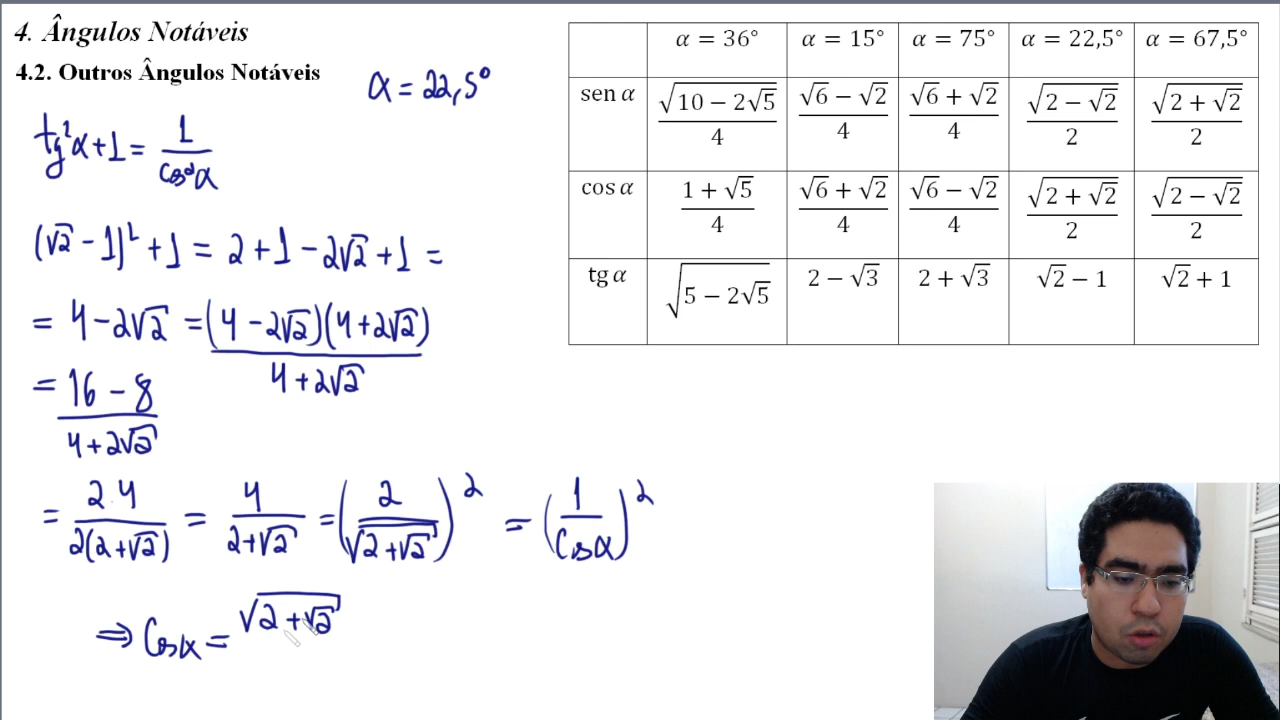 4. Ângulos Notáveis
4.2. Outros Ângulos Notáveis
α = 22,5°
tg²α + 1 = 1/cos²α
(√2 - 1)² + 1 = 2 + 1 - 2√2 + 1 =
= 4 - 2√2 = (4 - 2√2)(4 + 2√2)/(4 + 2√2)
= (16 - 8)/(4 + 2√2)
= 2.4/(2(2+√2)) = 4/(2+√2) = (2/√(2+√2))² = (1/cos α)²
⇒ cos α = √(2+√2)
α = 36° α = 15° α = 75° α = 22,5° α = 67,5°
sen α √(10 − 2√5)/4 (√6 − √2)/4 (√6 + √2)/4 √(2 − √2)/2 √(2 + √2)/2
cos α (1 + √5)/4 (√6 + √2)/4 (√6 − √2)/4 √(2 + √2)/2 √(2 − √2)/2
tg α √(5 − 2√5) 2 − √3 2 + √3 √2 − 1 √2 + 1